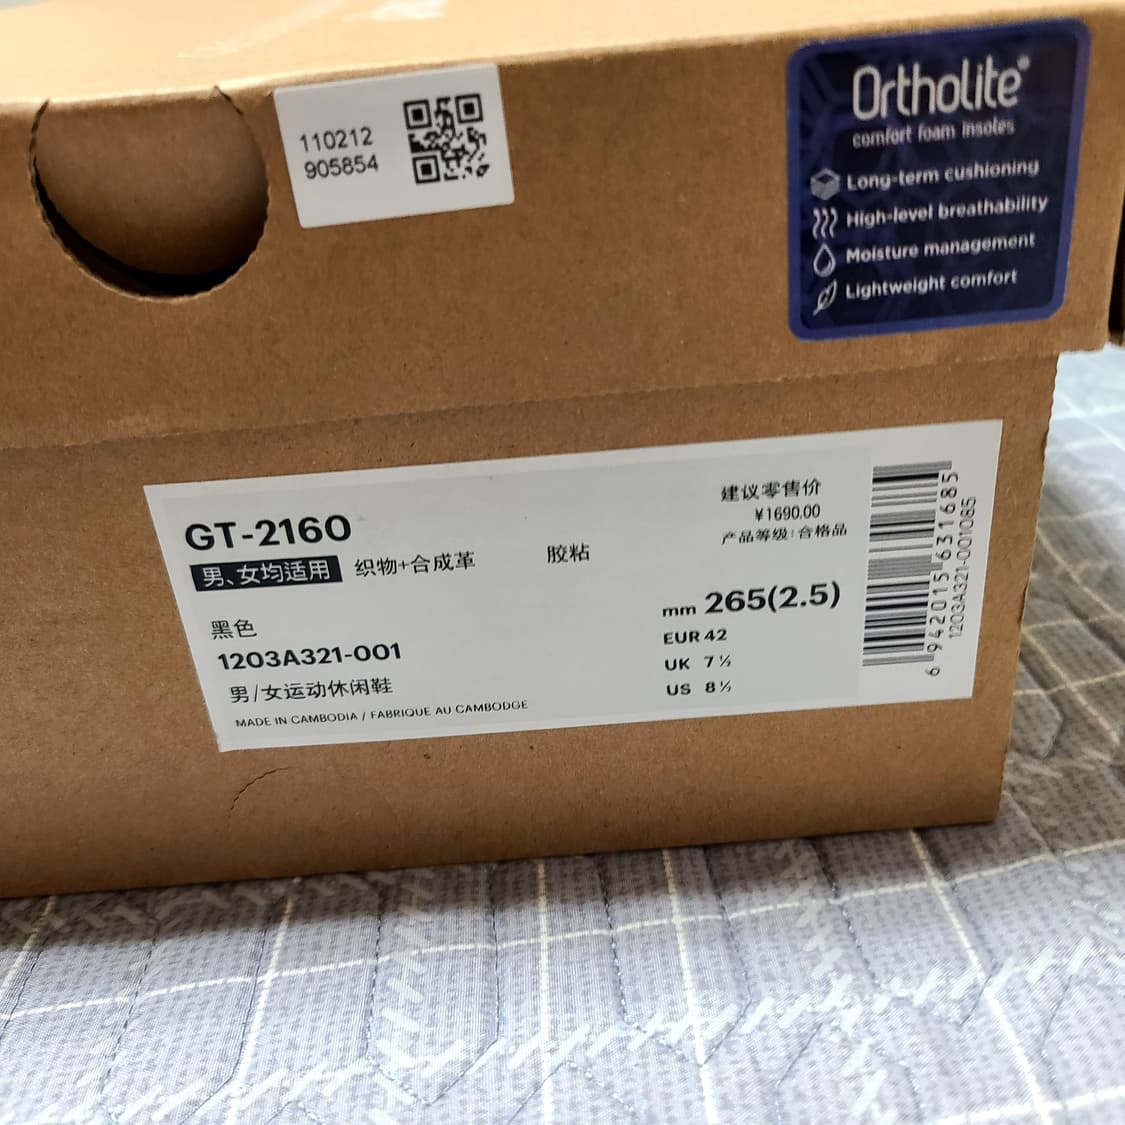 110212
905854
Ortholite®
comfort foam insoles
Long-term cushioning
High-level breathability
Moisture management
Lightweight comfort
GT-2160
男、女均适用 织物+合成革 胶粘
黑色
1203A321-001
男/女运动休闲鞋
MADE IN CAMBODIA / FABRIQUE AU CAMBODGE
建议零售价
¥1690.00
产品等级:合格品
mm 265(2.5)
EUR 42
UK 7½
US 8½
6 942015 631685
1203A321-001085